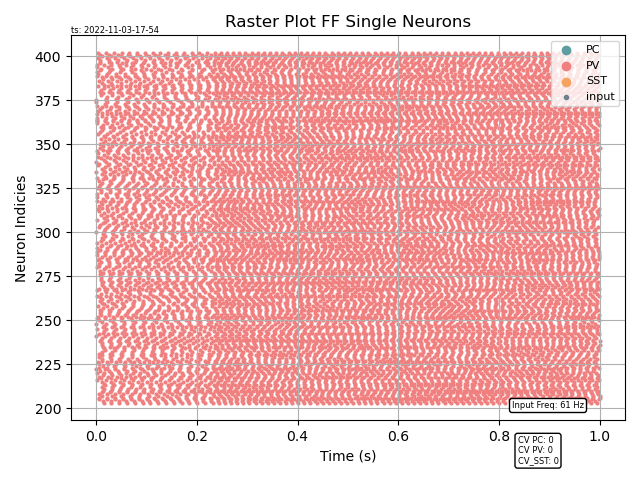 Raster Plot FF Single Neurons
ts: 2022-11-03-17-54
PC
PV
SST
input
Neuron Indicies
400
375
350
325
300
275
250
225
200
Input Freq: 61 Hz
0.0 0.2 0.4 0.6 0.8 1.0
Time (s)
CV PC: 0
CV PV: 0
CV_SST: 0